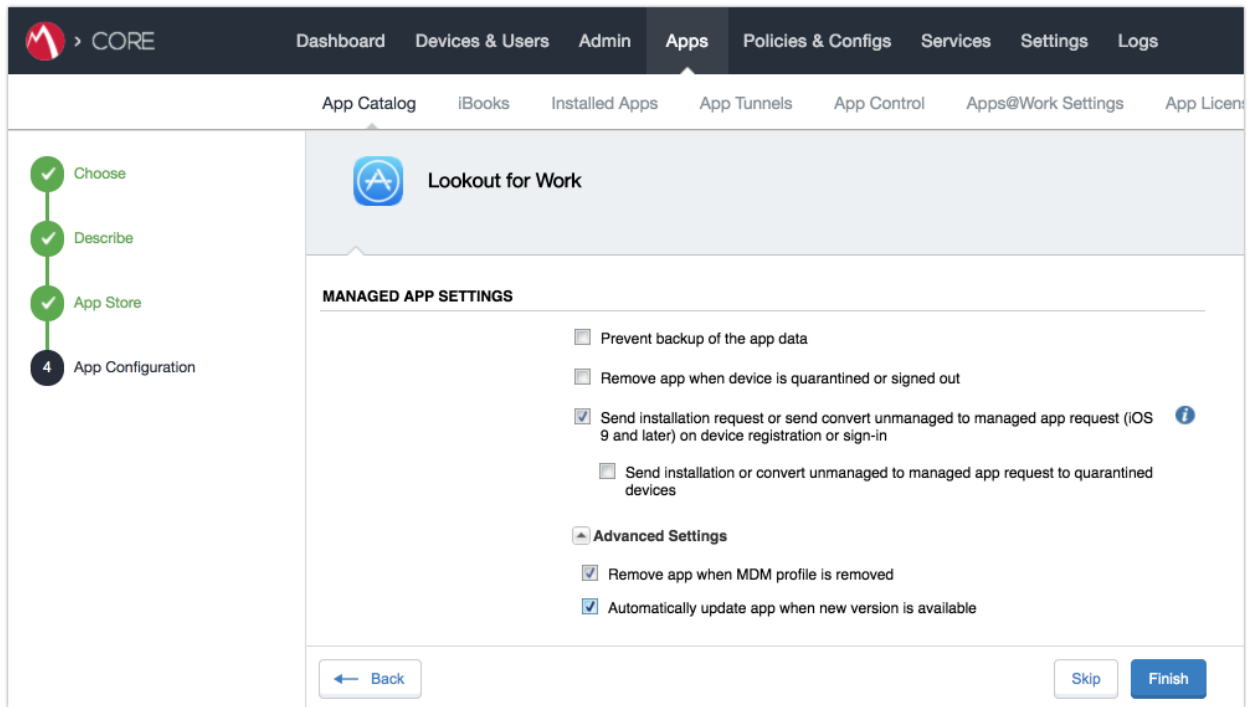 CORE
Dashboard Devices & Users Admin Apps Policies & Configs Services Settings Logs
App Catalog iBooks Installed Apps App Tunnels App Control Apps@Work Settings App Licens
Choose
Describe
App Store
4 App Configuration
Lookout for Work
MANAGED APP SETTINGS
Prevent backup of the app data
Remove app when device is quarantined or signed out
Send installation request or send convert unmanaged to managed app request (iOS
9 and later) on device registration or sign-in
i
Send installation or convert unmanaged to managed app request to quarantined
devices
Advanced Settings
Remove app when MDM profile is removed
Automatically update app when new version is available
Back Skip Finish